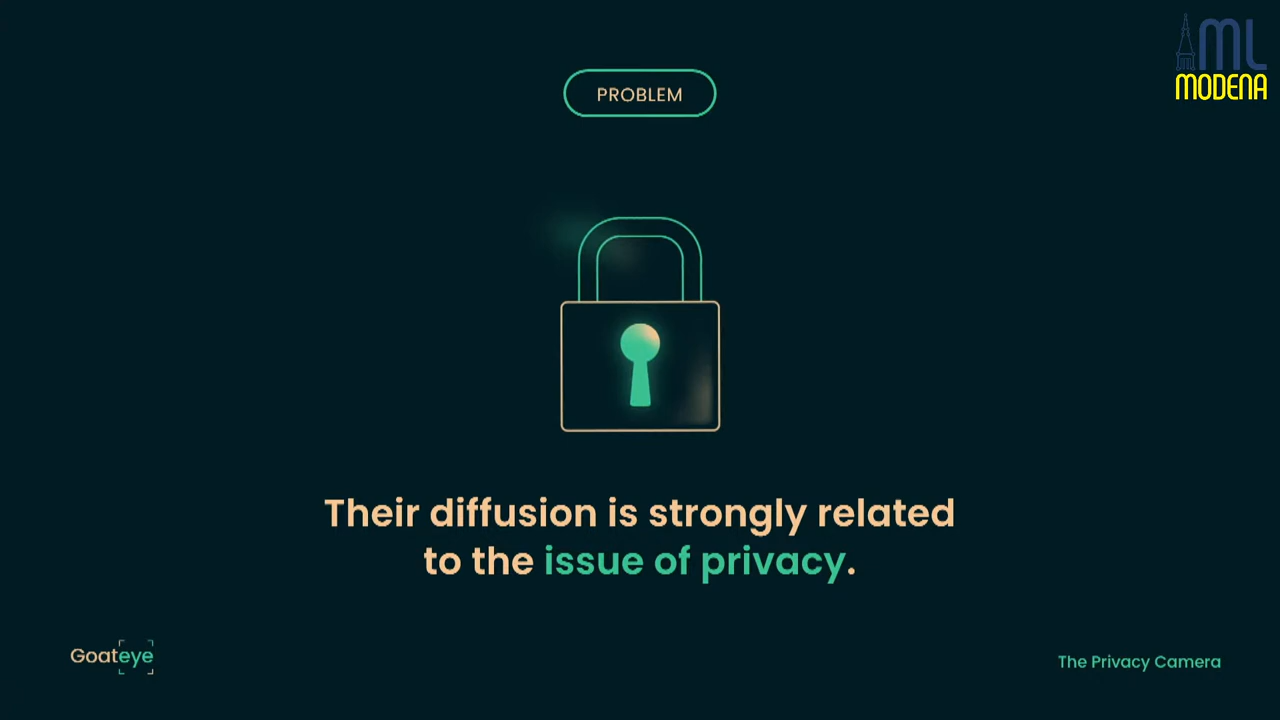 ML
MODENA
PROBLEM
Their diffusion is strongly related
to the issue of privacy.
Goateye
The Privacy Camera